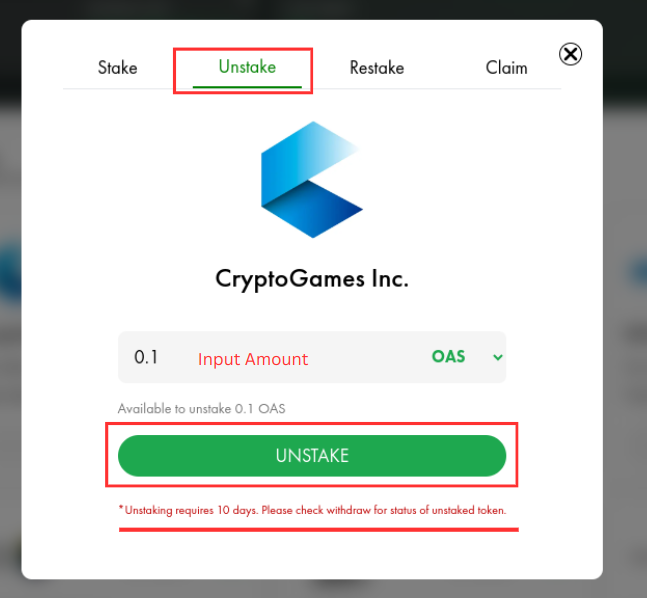 Stake Unstake Restake Claim
CryptoGames Inc.
0.1 Input Amount OAS
Available to unstake 0.1 OAS
UNSTAKE
*Unstaking requires 10 days. Please check withdraw for status of unstaked token.